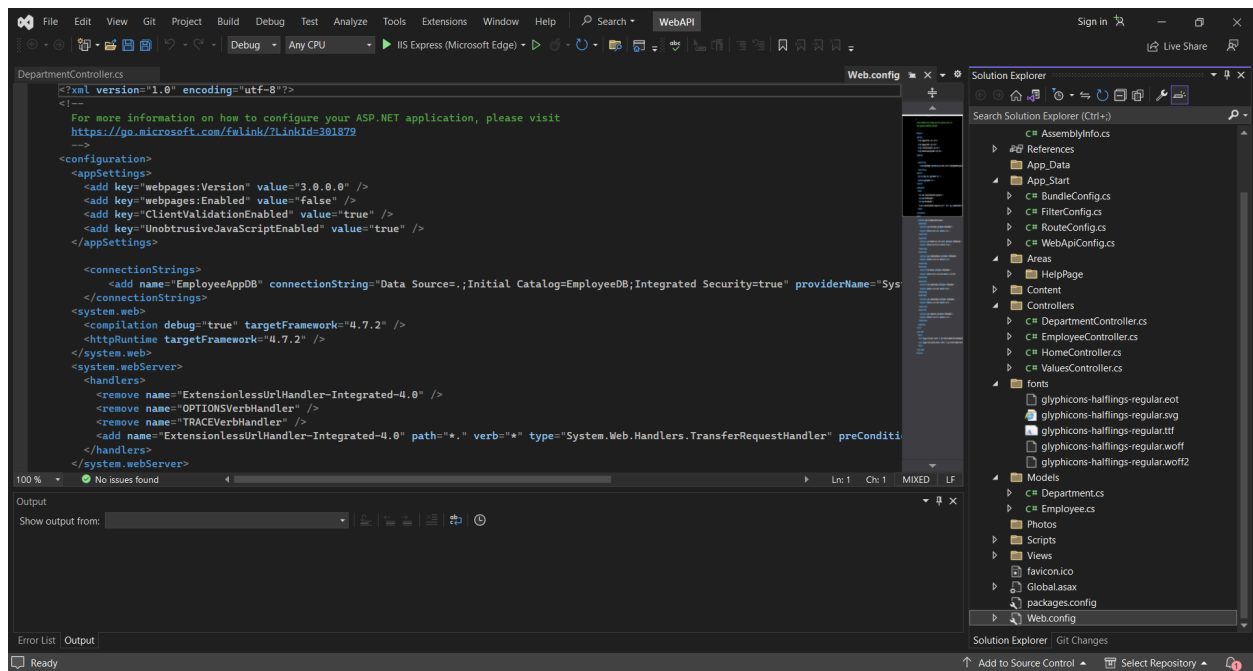 File Edit View Git Project Build Debug Test Analyze Tools Extensions Window Help Search WebAPI Sign in
Debug Any CPU IIS Express (Microsoft Edge) abc Live Share
DepartmentController.cs Web.config
<?xml version="1.0" encoding="utf-8"?>
<!--
For more information on how to configure your ASP.NET application, please visit
https://go.microsoft.com/fwlink/?LinkId=301879
-->
<configuration>
<appSettings>
<add key="webpages:Version" value="3.0.0.0" />
<add key="webpages:Enabled" value="false" />
<add key="ClientValidationEnabled" value="true" />
<add key="UnobtrusiveJavaScriptEnabled" value="true" />
</appSettings>
<connectionStrings>
<add name="EmployeeAppDB" connectionString="Data Source=.;Initial Catalog=EmployeeDB;Integrated Security=true" providerName="Sys
</connectionStrings>
<system.web>
<compilation debug="true" targetFramework="4.7.2" />
<httpRuntime targetFramework="4.7.2" />
</system.web>
<system.webServer>
<handlers>
<remove name="ExtensionlessUrlHandler-Integrated-4.0" />
<remove name="OPTIONSVerbHandler" />
<remove name="TRACEVerbHandler" />
<add name="ExtensionlessUrlHandler-Integrated-4.0" path="*." verb="*" type="System.Web.Handlers.TransferRequestHandler" preConditi
</handlers>
</system.webServer>
100 % No issues found Ln: 1 Ch: 1 MIXED LF
Output
Show output from:
Error List Output
Solution Explorer
Search Solution Explorer (Ctrl+;)
C# AssemblyInfo.cs
References
App_Data
App_Start
C# BundleConfig.cs
C# FilterConfig.cs
C# RouteConfig.cs
C# WebApiConfig.cs
Areas
HelpPage
Content
Controllers
C# DepartmentController.cs
C# EmployeeController.cs
C# HomeController.cs
C# ValuesController.cs
fonts
glyphicons-halflings-regular.eot
glyphicons-halflings-regular.svg
glyphicons-halflings-regular.ttf
glyphicons-halflings-regular.woff
glyphicons-halflings-regular.woff2
Models
C# Department.cs
C# Employee.cs
Photos
Scripts
Views
favicon.ico
Global.asax
packages.config
Web.config
Solution Explorer Git Changes
Ready Add to Source Control Select Repository 1